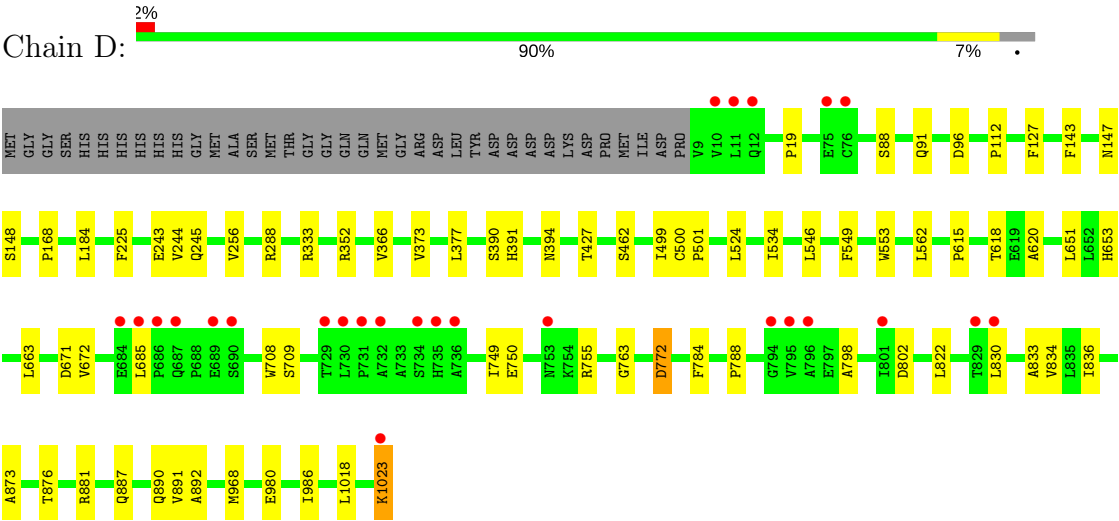 2%
Chain D:
90% 7% •
MET GLY GLY SER HIS HIS HIS HIS HIS HIS GLY MET ALA SER MET THR GLY GLY GLN GLN MET GLY ARG ASP LEU TYR ASP ASP ASP ASP LYS ASP PRO MET ILE ASP PRO V9 V10 L11 Q12 P19 E75 C76 S88 Q91 D96 P112 F127 F143 N147
S148 P168 L184 F225 E243 V244 Q245 V256 R288 R333 R352 V366 V373 L377 S390 H391 N394 T427 S462 I499 C500 P501 L524 I534 L546 F549 W553 L562 P615 T618 E619 A620 L651 L652 H653
L663 D671 V672 E684 L685 P686 Q687 P688 E689 S690 W708 S709 T729 L730 P731 A732 A733 S734 H735 A736 I749 E750 N753 K754 R755 G763 D772 F784 P788 G794 V795 A796 E797 A798 I801 D802 L822 T829 L830 A833 V834 L835 I836
A873 T876 R881 Q887 Q890 V891 A892 M968 E980 I986 L1018 K1023